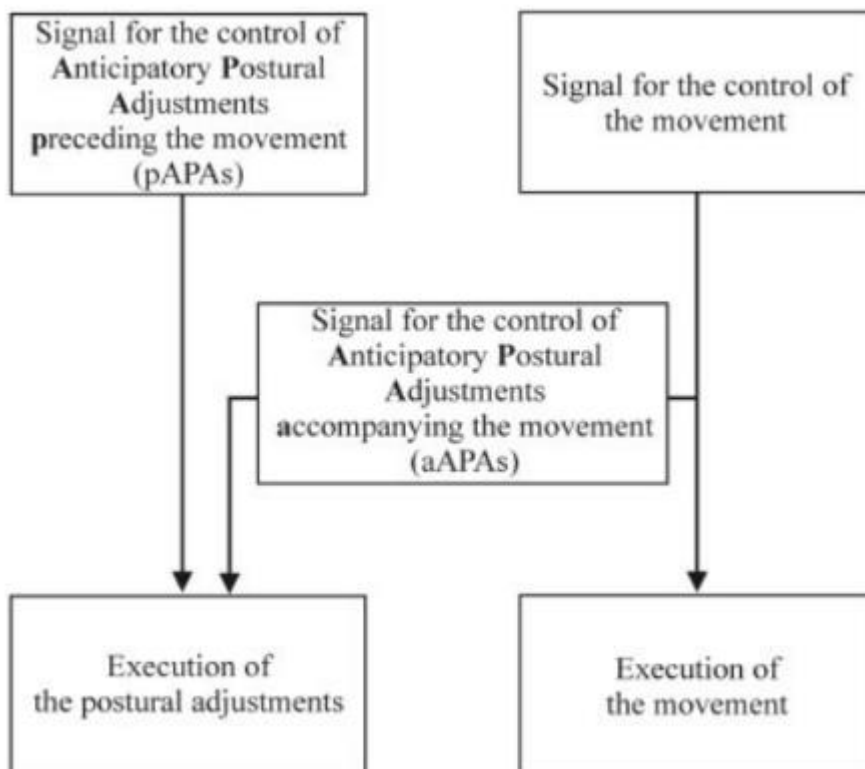 Signal for the control of
Anticipatory Postural
Adjustments
preceding the movement
(pAPAs)
Signal for the control of
the movement
Signal for the control of
Anticipatory Postural
Adjustments
accompanying the movement
(aAPAs)
Execution of
the postural adjustments
Execution of
the movement